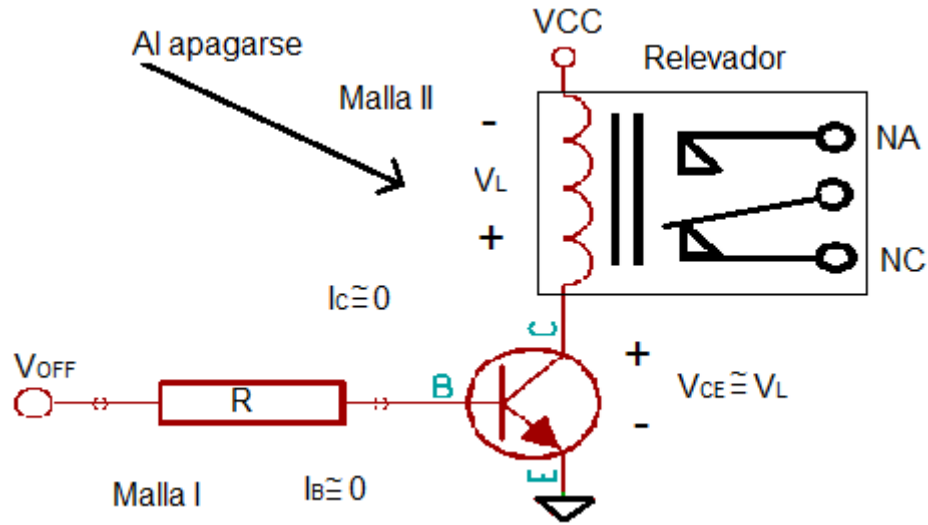 VCC
Al apagarse
Relevador
Malla II
-
NA
VL
+
NC
IC≅0
C
+
VOFF
VCE≅VL
B
R
-
E
Malla I
IB≅0